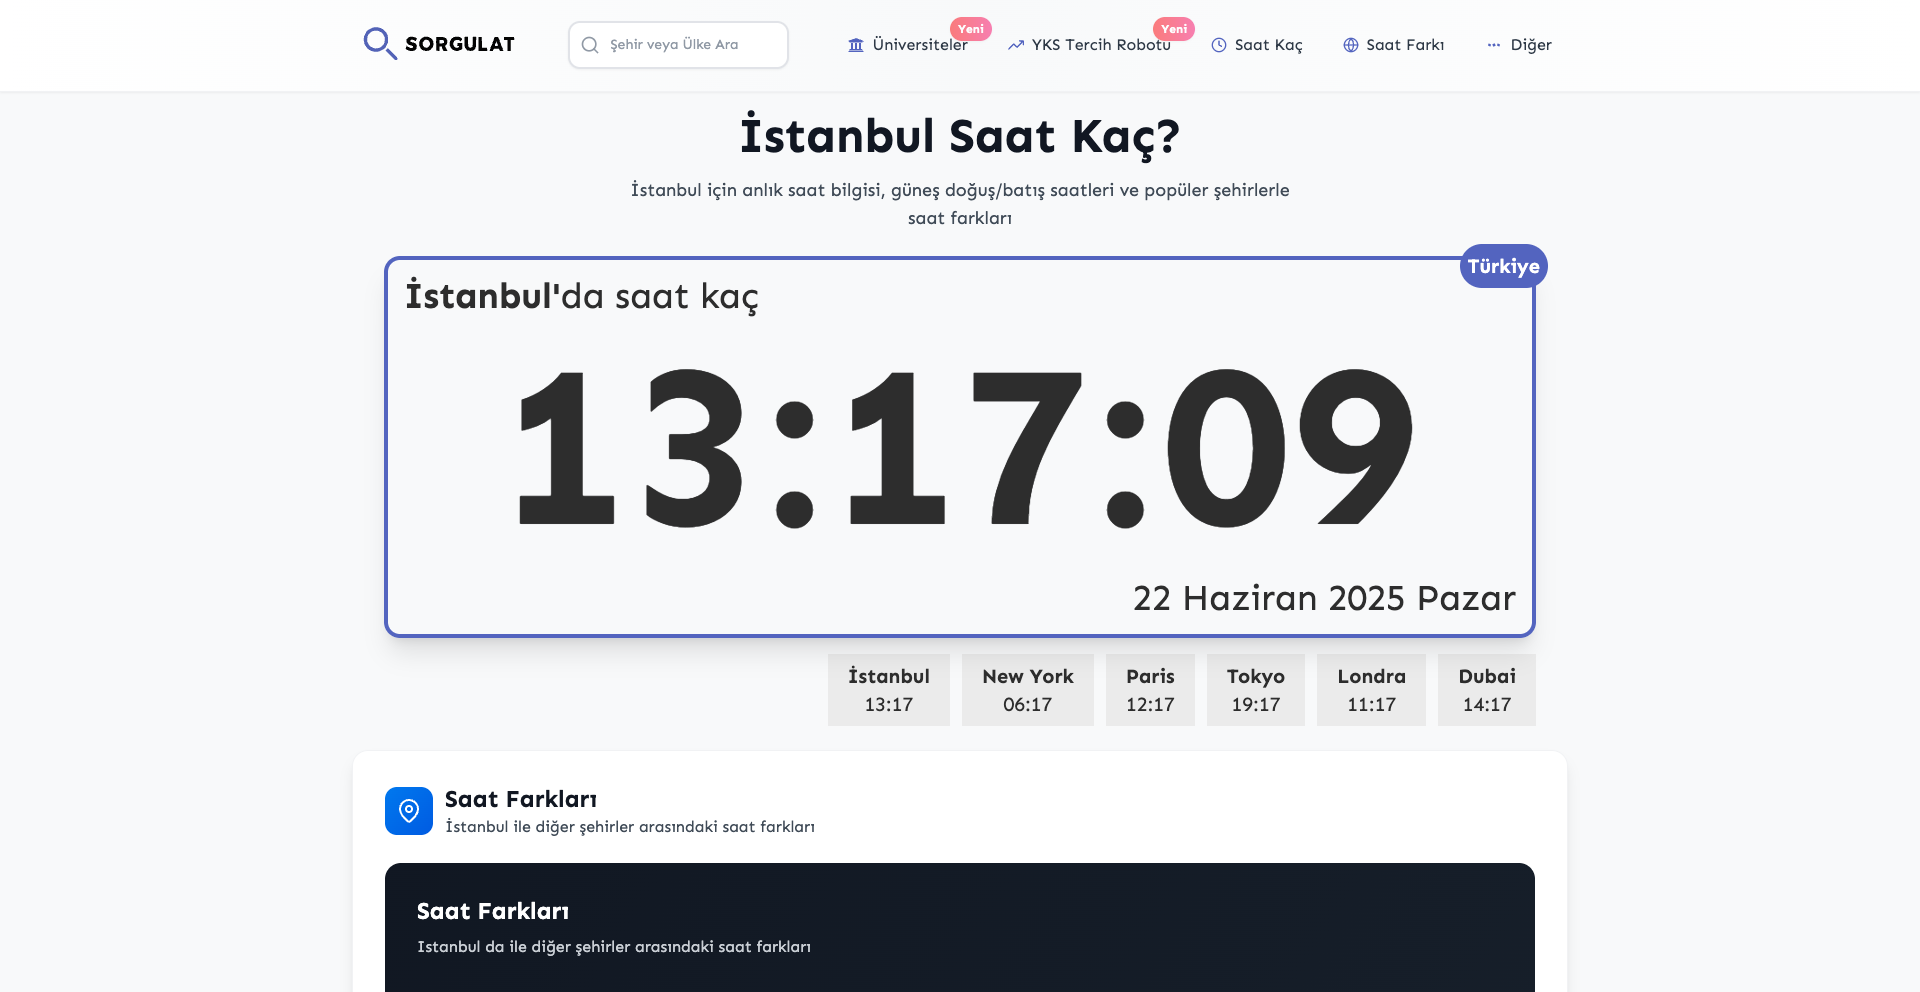 SORGULAT
Şehir veya Ülke Ara
Üniversiteler
Yeni
YKS Tercih Robotu
Yeni
Saat Kaç
Saat Farkı
Diğer
İstanbul Saat Kaç?
İstanbul için anlık saat bilgisi, güneş doğuş/batış saatleri ve popüler şehirlerle
saat farkları
Türkiye
İstanbul'da saat kaç
13:17:09
22 Haziran 2025 Pazar
İstanbul
13:17
New York
06:17
Paris
12:17
Tokyo
19:17
Londra
11:17
Dubai
14:17
Saat Farkları
İstanbul ile diğer şehirler arasındaki saat farkları
Saat Farkları
Istanbul da ile diğer şehirler arasındaki saat farkları